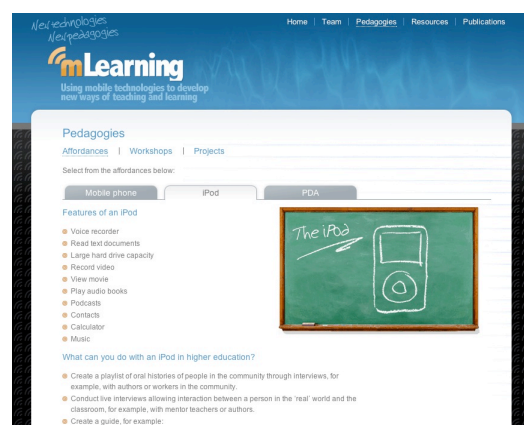 New technologies
New pedagogies
Home | Team | Pedagogies | Resources | Publications
mLearning
Using mobile technologies to develop
new ways of teaching and learning
Pedagogies
Affordances | Workshops | Projects
Select from the affordances below:
Mobile phone iPod PDA
Features of an iPod
Voice recorder
Read text documents
Large hard drive capacity
Record video
View movie
Play audio books
Podcasts
Contacts
Calculator
Music
The iPod
What can you do with an iPod in higher education?
Create a playlist of oral histories of people in the community through interviews, for
example, with authors or workers in the community.
Conduct live interviews allowing interaction between a person in the 'real' world and the
classroom, for example, with mentor teachers or authors.
Create a guide, for example: